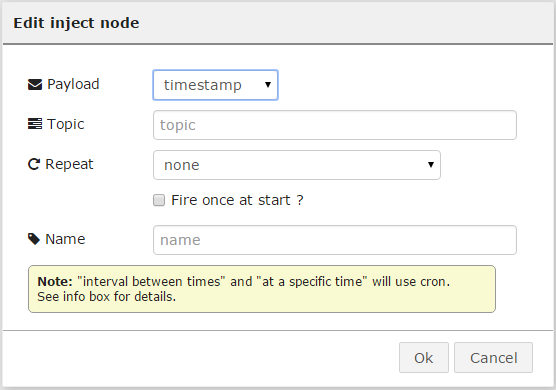 Edit inject node
Payload timestamp
Topic topic
Repeat none
Fire once at start ?
Name name
Note: "interval between times" and "at a specific time" will use cron.
See info box for details.
Ok Cancel